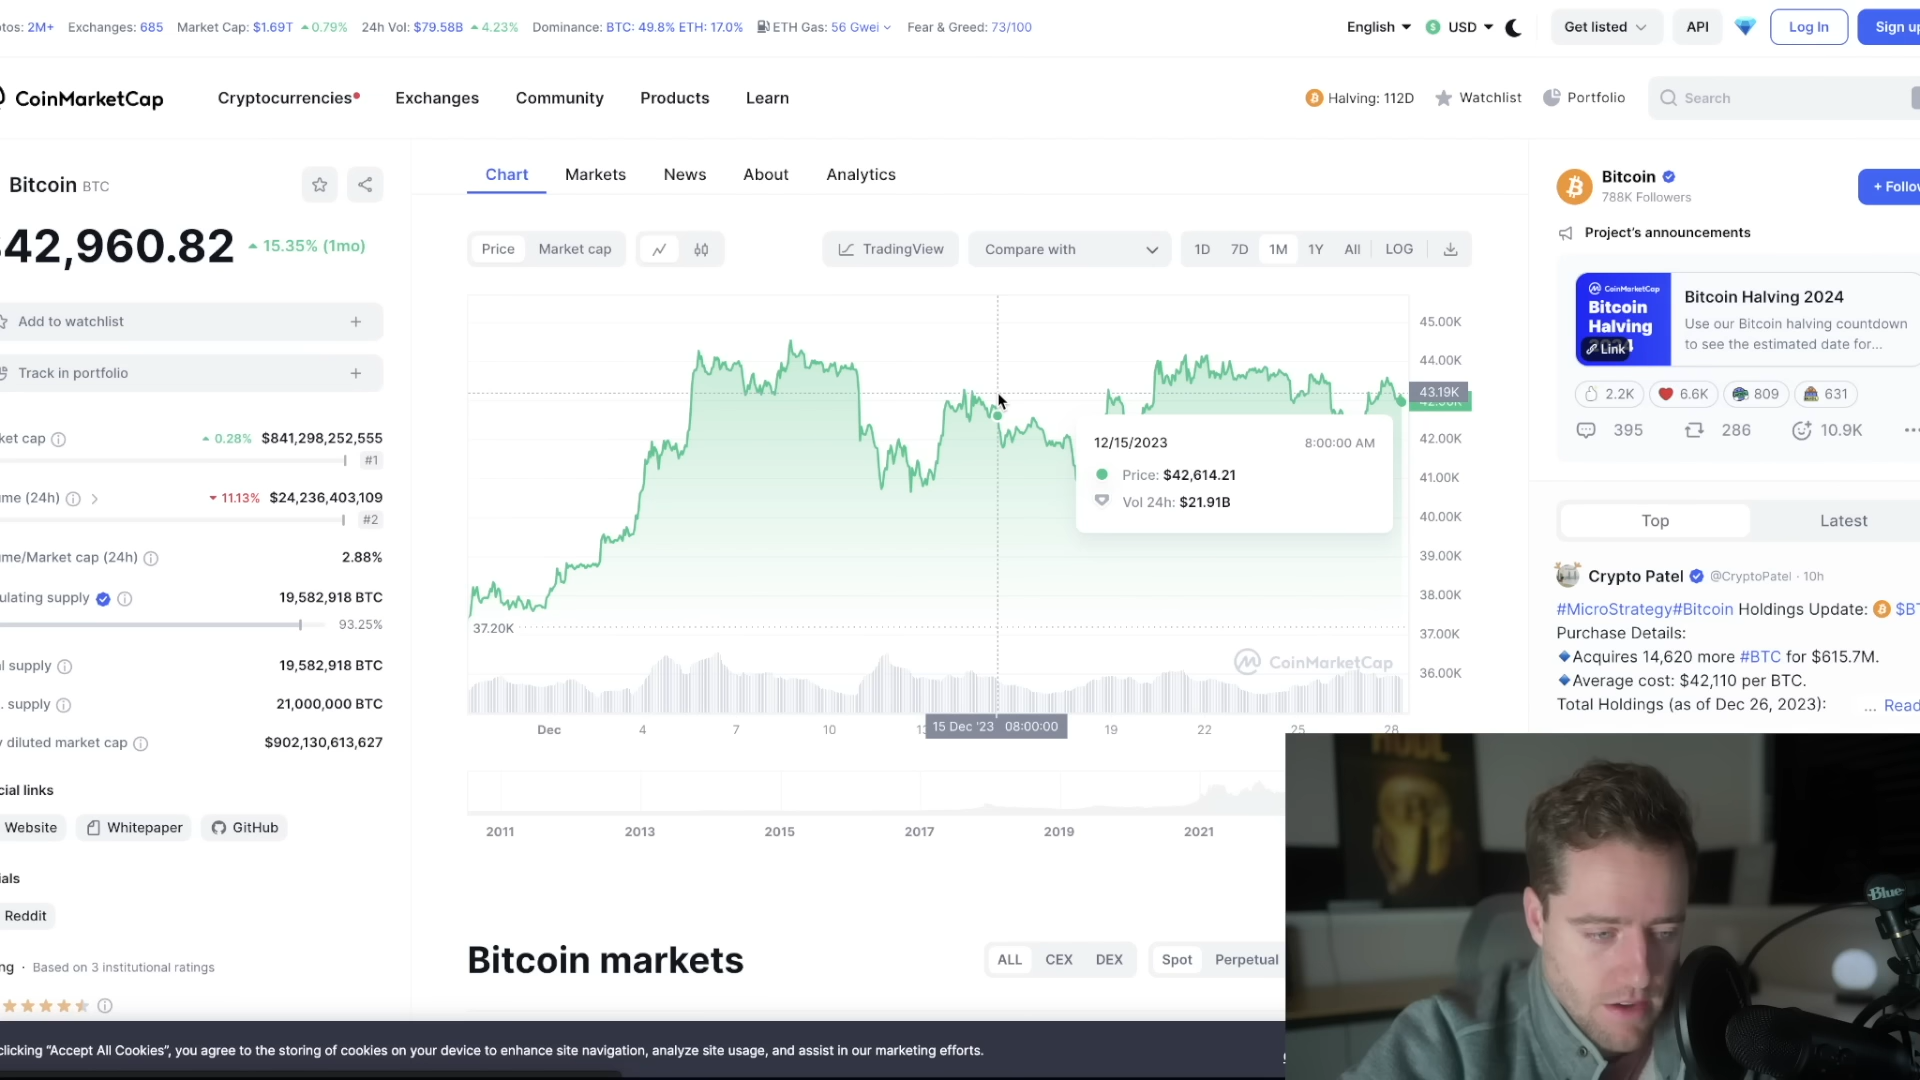 2M+ Exchanges: 685 Market Cap: $1.69T 0.79% 24h Vol: $79.58B 4.23% Dominance: BTC: 49.8% ETH: 17.0% ETH Gas: 56 Gwei Fear & Greed: 73/100
English USD Get listed API Log In Sign
CoinMarketCap Cryptocurrencies Exchanges Community Products Learn
Halving: 112D Watchlist Portfolio Search
Bitcoin BTC
42,960.82 15.35% (1mo)
Add to watchlist +
Track in portfolio +
cap 0.28% $841,298,252,555
#1
(24h) 11.13% $24,236,403,109
#2
/Market cap (24h) 2.88%
supply 19,582,918 BTC
93.25%
supply 19,582,918 BTC
supply 21,000,000 BTC
diluted market cap $902,130,613,627
links
Website Whitepaper GitHub
Reddit
· Based on 3 institutional ratings
Chart Markets News About Analytics
Price Market cap TradingView Compare with 1D 7D 1M 1Y All LOG
45.00K
44.00K
43.19K
42.00K
41.00K
40.00K
39.00K
38.00K
37.00K
36.00K
37.20K
12/15/2023 8:00:00 AM
Price: $42,614.21
Vol 24h: $21.91B
CoinMarketCap
Dec 4 7 10 15 Dec '23 08:00:00 19 22 25 28
2011 2013 2015 2017 2019 2021
Bitcoin markets ALL CEX DEX Spot Perpetual
Bitcoin
788K Followers
+
Project's announcements
CoinMarketCap
Bitcoin
Halving
Link
Bitcoin Halving 2024
Use our Bitcoin halving countdown
to see the estimated date for...
2.2K 6.6K 809 631
395 286 10.9K
Top Latest
Crypto Patel @CryptoPatel · 10h
#MicroStrategy#Bitcoin Holdings Update:
Purchase Details:
Acquires 14,620 more #BTC for $615.7M.
Average cost: $42,110 per BTC.
Total Holdings (as of Dec 26, 2023): ... Read
Blue
clicking “Accept All Cookies”, you agree to the storing of cookies on your device to enhance site navigation, analyze site usage, and assist in our marketing efforts.